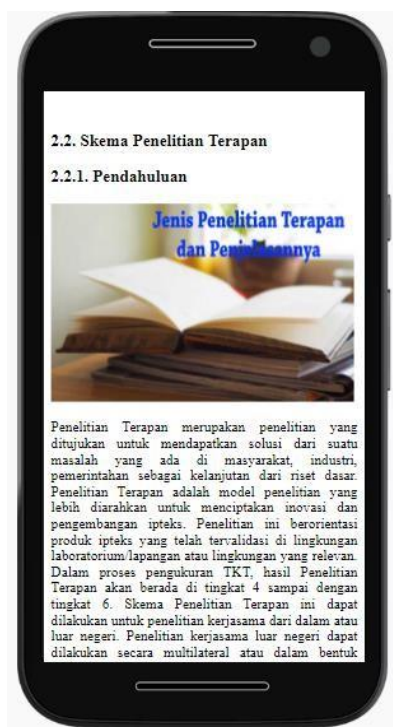 2.2. Skema Penelitian Terapan
2.2.1. Pendahuluan
Jenis Penelitian Terapan
dan Penjelasannya
Penelitian Terapan merupakan penelitian yang
ditujukan untuk mendapatkan solusi dari suatu
masalah yang ada di masyarakat, industri,
pemerintahan sebagai kelanjutan dari riset dasar.
Penelitian Terapan adalah model penelitian yang
lebih diarahkan untuk menciptakan inovasi dan
pengembangan ipteks. Penelitian ini berorientasi
produk ipteks yang telah tervalidasi di lingkungan
laboratorium/lapangan atau lingkungan yang relevan.
Dalam proses pengukuran TKT, hasil Penelitian
Terapan akan berada di tingkat 4 sampai dengan
tingkat 6. Skema Penelitian Terapan ini dapat
dilakukan untuk penelitian kerjasama dari dalam atau
luar negeri. Penelitian kerjasama luar negeri dapat
dilakukan secara multilateral atau dalam bentuk